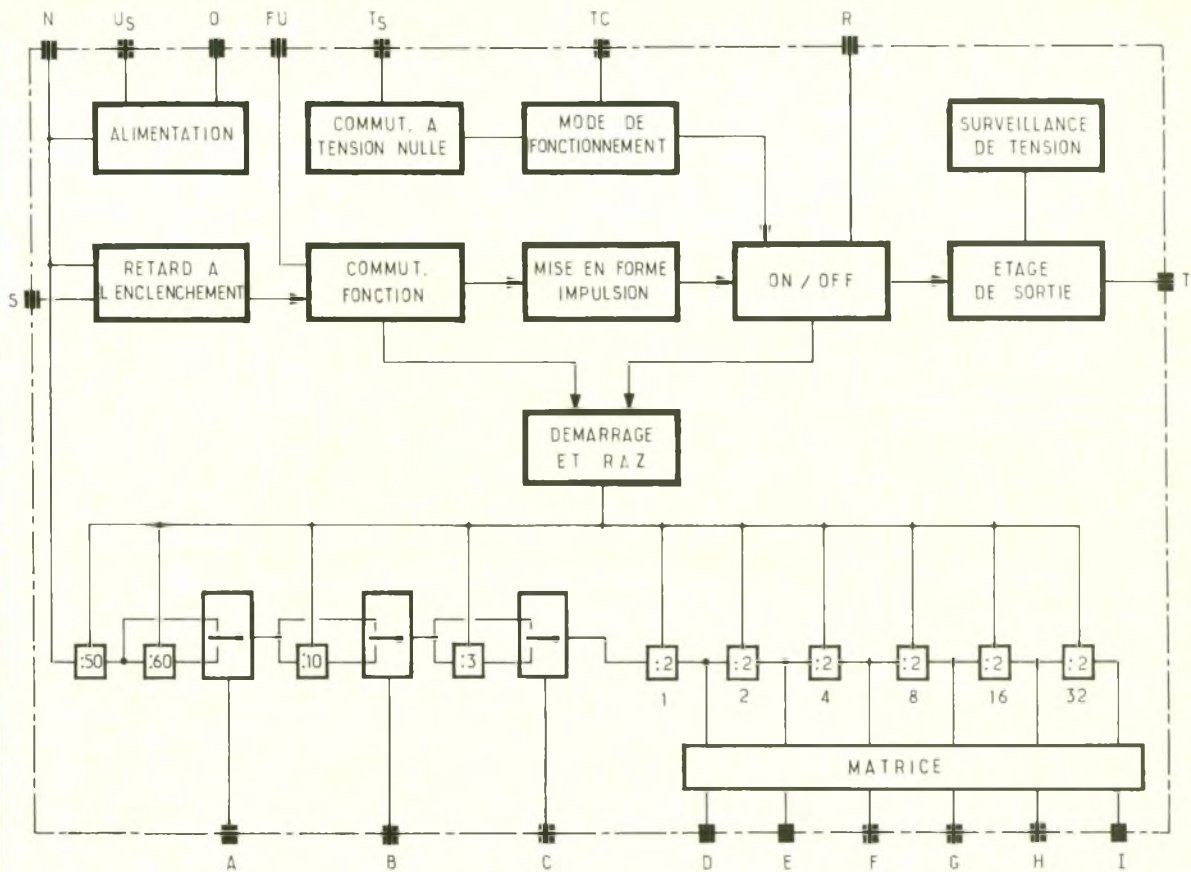 N U_S O FU T_S TC R
ALIMENTATION
COMMUT. A
TENSION NULLE
MODE DE
FONCTIONNEMENT
SURVEILLANCE
DE TENSION
S
RETARD A
L ENCLENCHEMENT
COMMUT.
FONCTION
MISE EN FORME
IMPULSION
ON / OFF
ETAGE
DE SORTIE
T
DEMARRAGE
ET RAZ
:50 :60 :10 :3 :2 :2 :2 :2 :2 :2
1 2 4 8 16 32
MATRICE
A B C D E F G H I